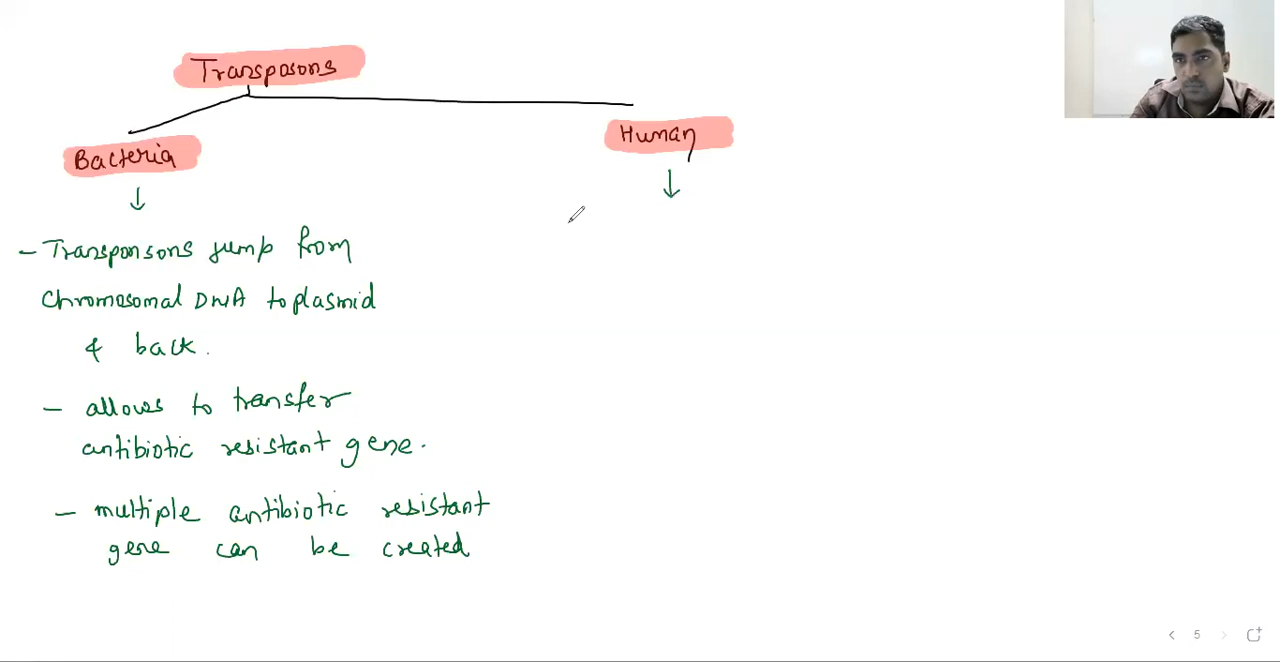 Transposons
Bacteria
Human
- Transponsons jump from
chromosomal DNA to plasmid
& back.
- allows to transfer
antibiotic resistant gene.
- multiple antibiotic resistant
gene can be created
5